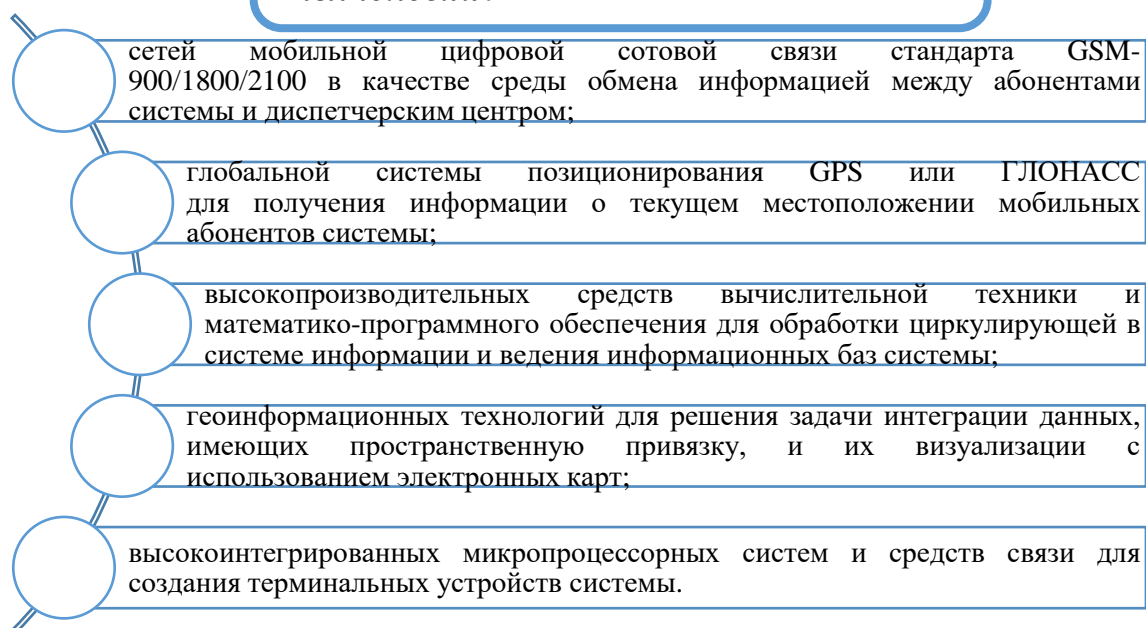 сетей мобильной цифровой сотовой связи стандарта GSM-
900/1800/2100 в качестве среды обмена информацией между абонентами
системы и диспетчерским центром;
глобальной системы позиционирования GPS или ГЛОНАСС
для получения информации о текущем местоположении мобильных
абонентов системы;
высокопроизводительных средств вычислительной техники и
математико-программного обеспечения для обработки циркулирующей в
системе информации и ведения информационных баз системы;
геоинформационных технологий для решения задачи интеграции данных,
имеющих пространственную привязку, и их визуализации с
использованием электронных карт;
высокоинтегрированных микропроцессорных систем и средств связи для
создания терминальных устройств системы.